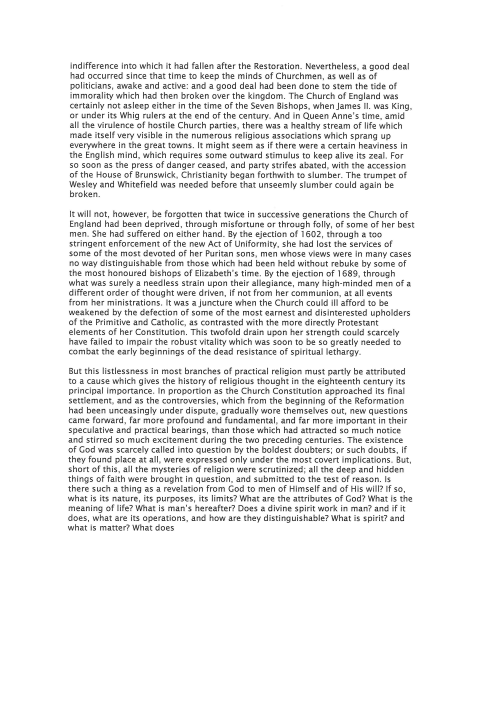 indifference into which it had fallen after the Restoration. Nevertheless, a good deal
had occurred since that time to keep the minds of Churchmen, as well as of
politicians, awake and active: and a good deal had been done to stem the tide of
immorality which had then broken over the kingdom. The Church of England was
certainly not asleep either in the time of the Seven Bishops, when James II. was King,
or under its Whig rulers at the end of the century. And in Queen Anne's time, amid
all the virulence of hostile Church parties, there was a healthy stream of life which
made itself very visible in the numerous religious associations which sprang up
everywhere in the great towns. It might seem as if there were a certain heaviness in
the English mind, which requires some outward stimulus to keep alive its zeal. For
so soon as the press of danger ceased, and party strifes abated, with the accession
of the House of Brunswick, Christianity began forthwith to slumber. The trumpet of
Wesley and Whitefield was needed before that unseemly slumber could again be
broken.
It will not, however, be forgotten that twice in successive generations the Church of
England had been deprived, through misfortune or through folly, of some of her best
men. She had suffered on either hand. By the ejection of 1602, through a too
stringent enforcement of the new Act of Uniformity, she had lost the services of
some of the most devoted of her Puritan sons, men whose views were in many cases
no way distinguishable from those which had been held without rebuke by some of
the most honoured bishops of Elizabeth's time. By the ejection of 1689, through
what was surely a needless strain upon their allegiance, many high-minded men of a
different order of thought were driven, if not from her communion, at all events
from her ministrations. It was a juncture when the Church could ill afford to be
weakened by the defection of some of the most earnest and disinterested upholders
of the Primitive and Catholic, as contrasted with the more directly Protestant
elements of her Constitution. This twofold drain upon her strength could scarcely
have failed to impair the robust vitality which was soon to be so greatly needed to
combat the early beginnings of the dead resistance of spiritual lethargy.
But this listlessness in most branches of practical religion must partly be attributed
to a cause which gives the history of religious thought in the eighteenth century its
principal importance. In proportion as the Church Constitution approached its final
settlement, and as the controversies, which from the beginning of the Reformation
had been unceasingly under dispute, gradually wore themselves out, new questions
came forward, far more profound and fundamental, and far more important in their
speculative and practical bearings, than those which had attracted so much notice
and stirred so much excitement during the two preceding centuries. The existence
of God was scarcely called into question by the boldest doubters; or such doubts, if
they found place at all, were expressed only under the most covert implications. But,
short of this, all the mysteries of religion were scrutinized; all the deep and hidden
things of faith were brought in question, and submitted to the test of reason. Is
there such a thing as a revelation from God to men of Himself and of His will? If so,
what is its nature, its purposes, its limits? What are the attributes of God? What is the
meaning of life? What is man's hereafter? Does a divine spirit work in man? and if it
does, what are its operations, and how are they distinguishable? What is spirit? and
what is matter? What does